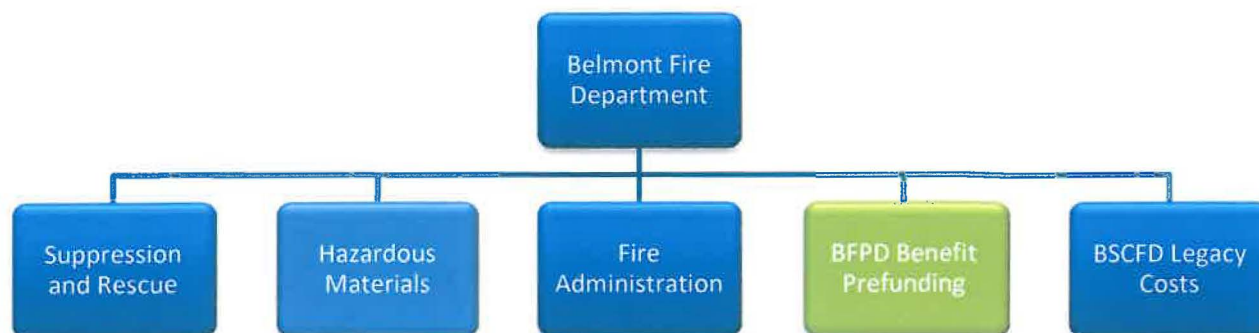 Belmont Fire
Department
Suppression
and Rescue
Hazardous
Materials
Fire
Administration
BFPD Benefit
Prefunding
BSCFD Legacy
Costs